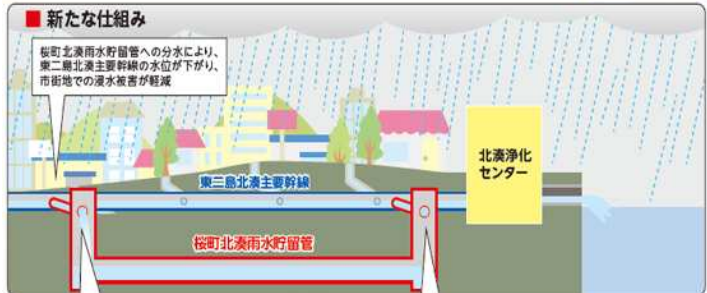 新たな仕組み
桜町北湊雨水貯留管への分水により、
東二島北湊主要幹線の水位が下がり、
市街地での浸水被害が軽減
北湊浄化
センター
東二島北湊主要幹線
桜町北湊雨水貯留管